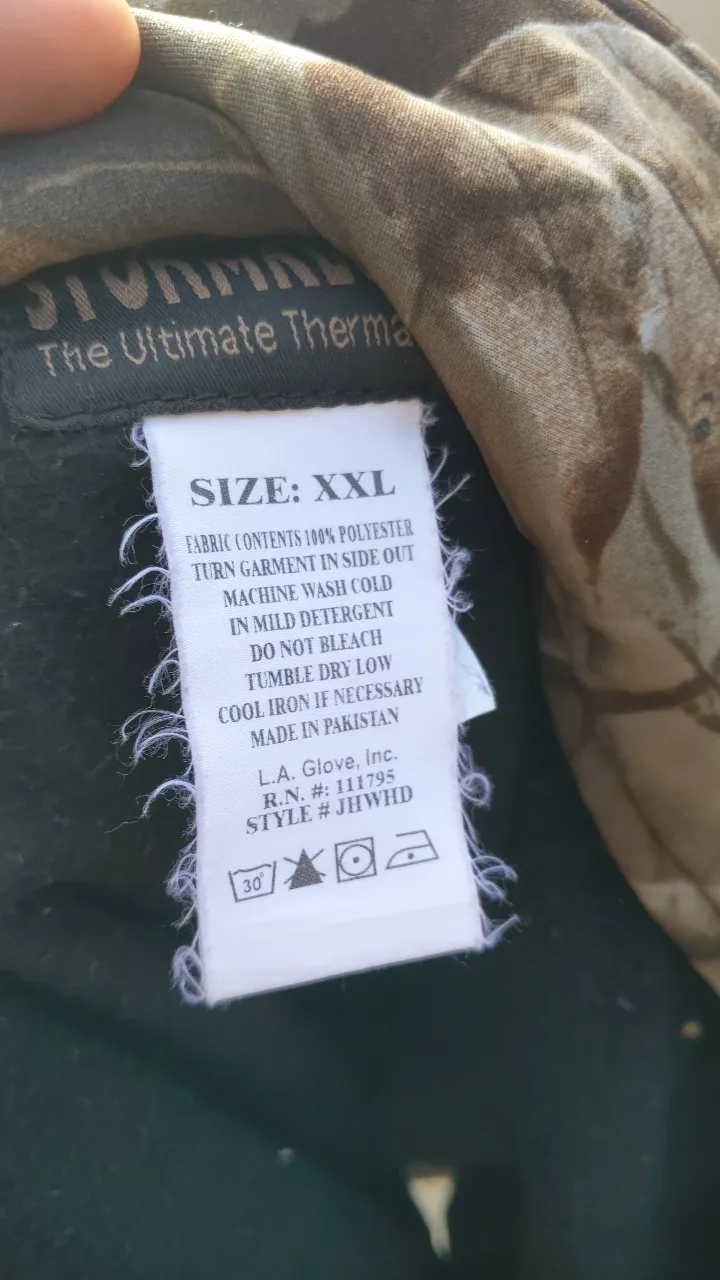 The Ultimate
SIZE: XXL
FABRIC CONTENTS 100% POLYESTER
TURN GARMENT IN SIDE OUT
MACHINE WASH COLD
IN MILD DETERGENT
DO NOT BLEACH
TUMBLE DRY LOW
COOL IRON IF NECESSARY
MADE IN PAKISTAN
L.A. Glove, Inc.
R.N. #: 111795
STYLE # JHWHD
30°